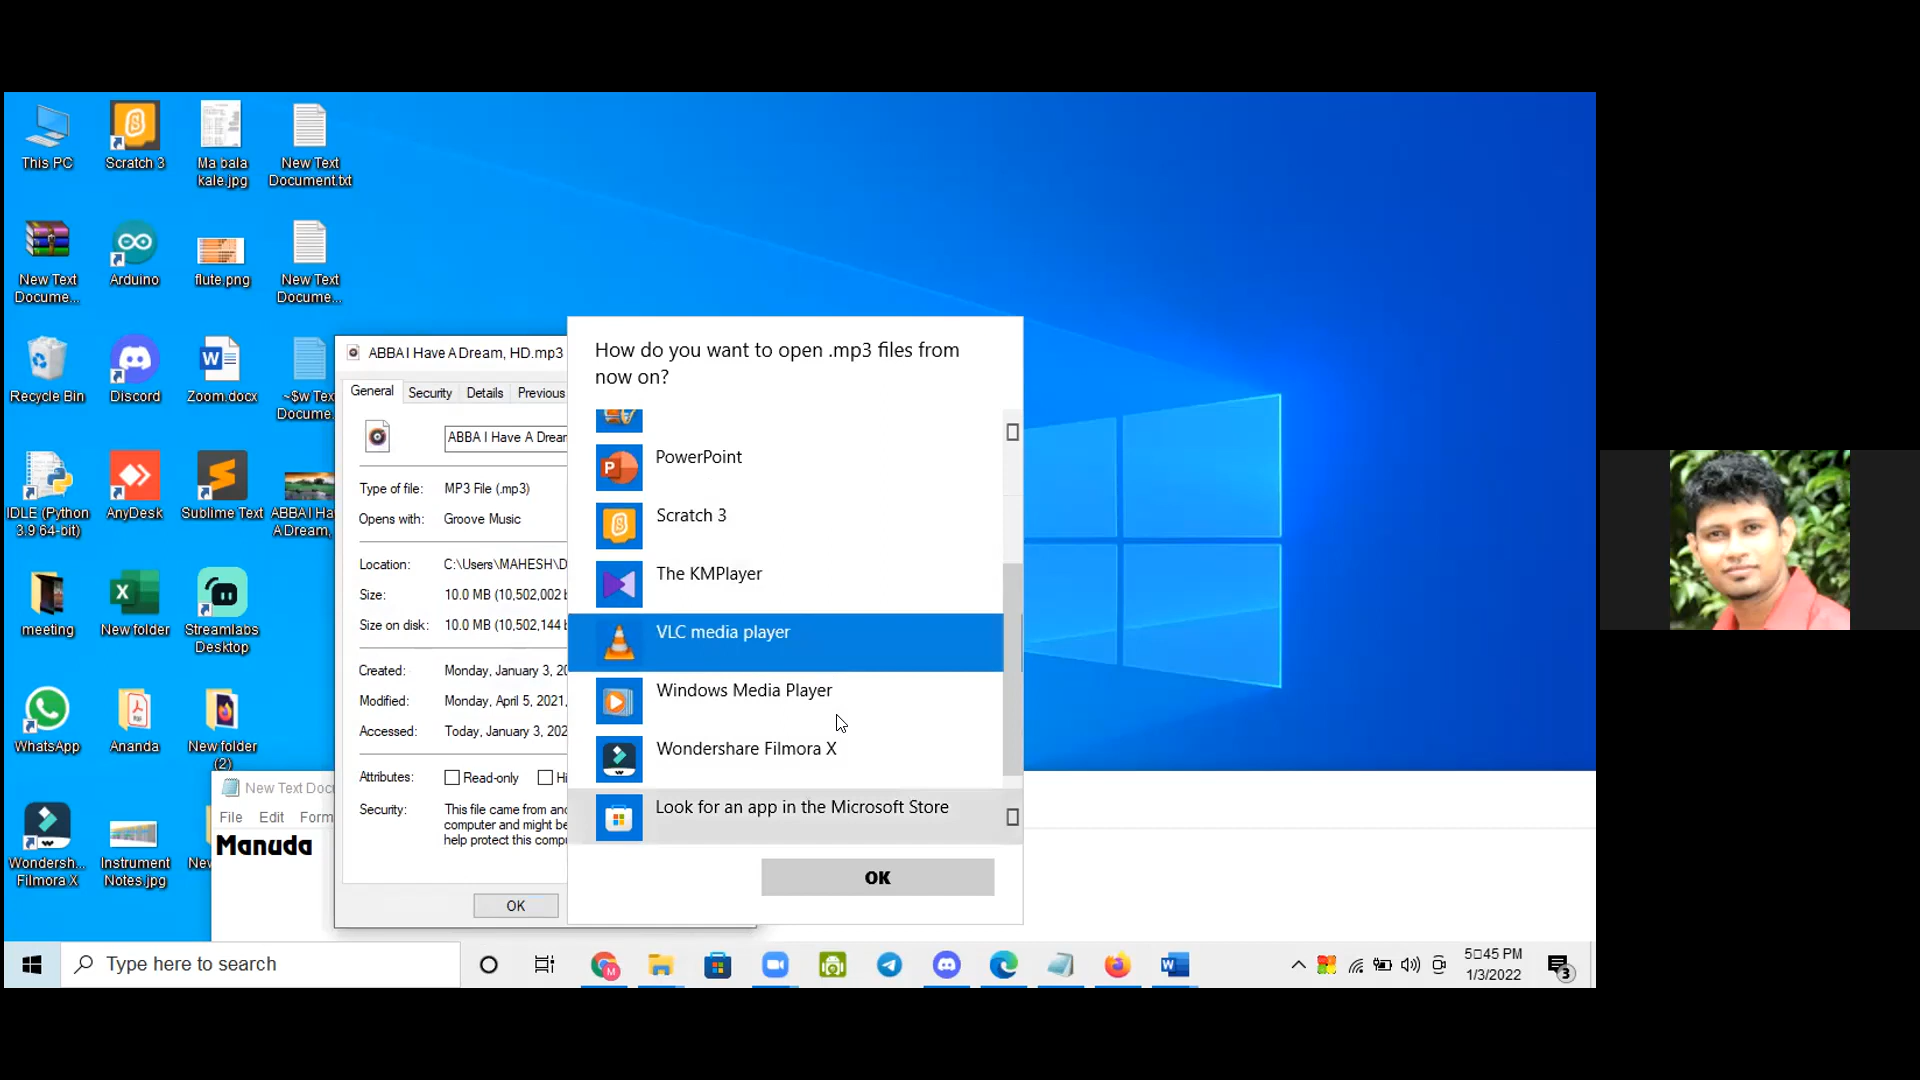 This PC
Scratch 3
Ma bala
kale.jpg
New Text
Document.txt
New Text
Docume...
Arduino
flute.png
New Text
Docume...
Recycle Bin
Discord
Zoom.docx
~$w Tex
Docume.
IDLE (Python
3.9 64-bit)
AnyDesk
Sublime Text
ABBA I Ha
A Dream,
meeting
New folder
Streamlabs
Desktop
WhatsApp
Ananda
New folder
(2)
Wondersh...
Filmora X
Instrument
Notes.jpg
New
New Text Doc
File Edit Form
Manuda
ABBA I Have A Dream, HD.mp3
General Security Details Previous
ABBA I Have A Drear
Type of file: MP3 File (.mp3)
Opens with: Groove Music
Location: C:\Users\MAHESH\D
Size: 10.0 MB (10,502,002 b
Size on disk: 10.0 MB (10,502,144 b
Created: Monday, January 3, 20
Modified: Monday, April 5, 2021,
Accessed: Today, January 3, 202
Attributes: Read-only Hi
Security: This file came from ano
computer and might be
help protect this compu
OK
How do you want to open .mp3 files from
now on?
PowerPoint
Scratch 3
The KMPlayer
VLC media player
Windows Media Player
Wondershare Filmora X
Look for an app in the Microsoft Store
OK
Type here to search
5□45 PM
1/3/2022
3